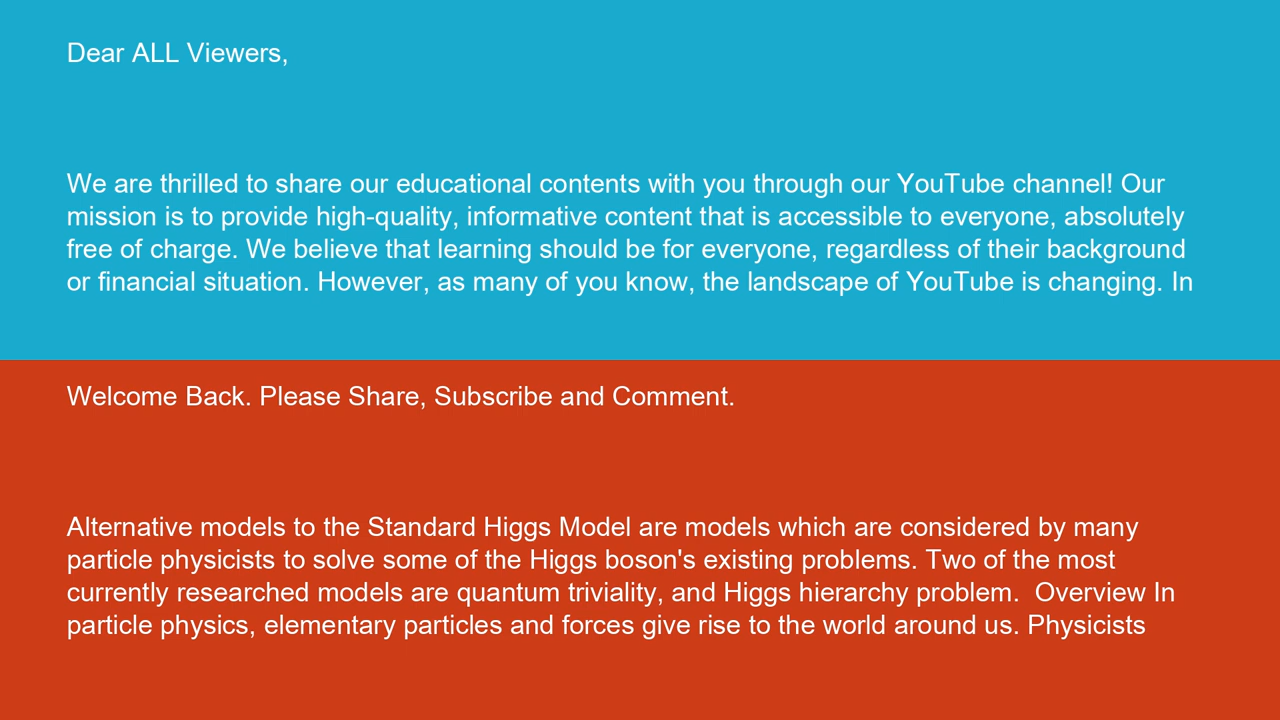 Dear ALL Viewers,
We are thrilled to share our educational contents with you through our YouTube channel! Our
mission is to provide high-quality, informative content that is accessible to everyone, absolutely
free of charge. We believe that learning should be for everyone, regardless of their background
or financial situation. However, as many of you know, the landscape of YouTube is changing. In
Welcome Back. Please Share, Subscribe and Comment.
Alternative models to the Standard Higgs Model are models which are considered by many
particle physicists to solve some of the Higgs boson's existing problems. Two of the most
currently researched models are quantum triviality, and Higgs hierarchy problem.  Overview In
particle physics, elementary particles and forces give rise to the world around us. Physicists